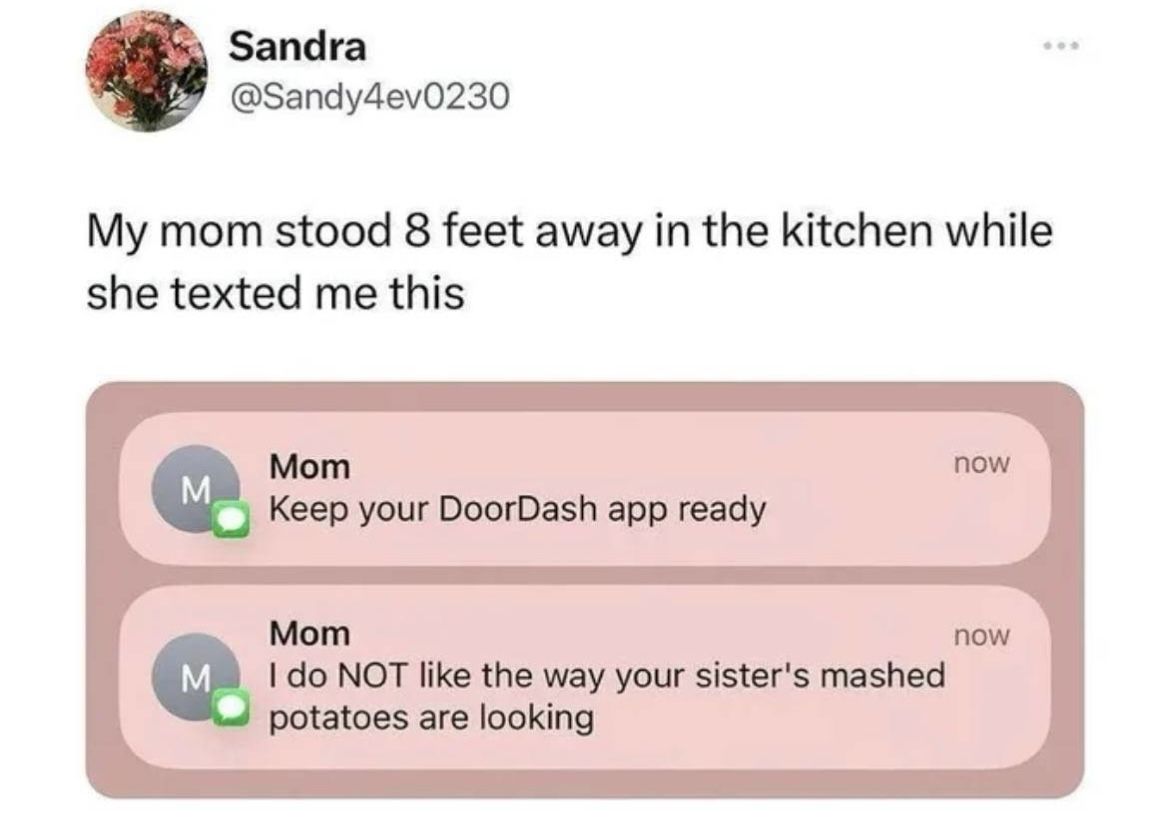 Sandra
@Sandy4ev0230
My mom stood 8 feet away in the kitchen while
she texted me this
M
Mom
now
Keep your DoorDash app ready
M
Mom
now
I do NOT like the way your sister's mashed
potatoes are looking